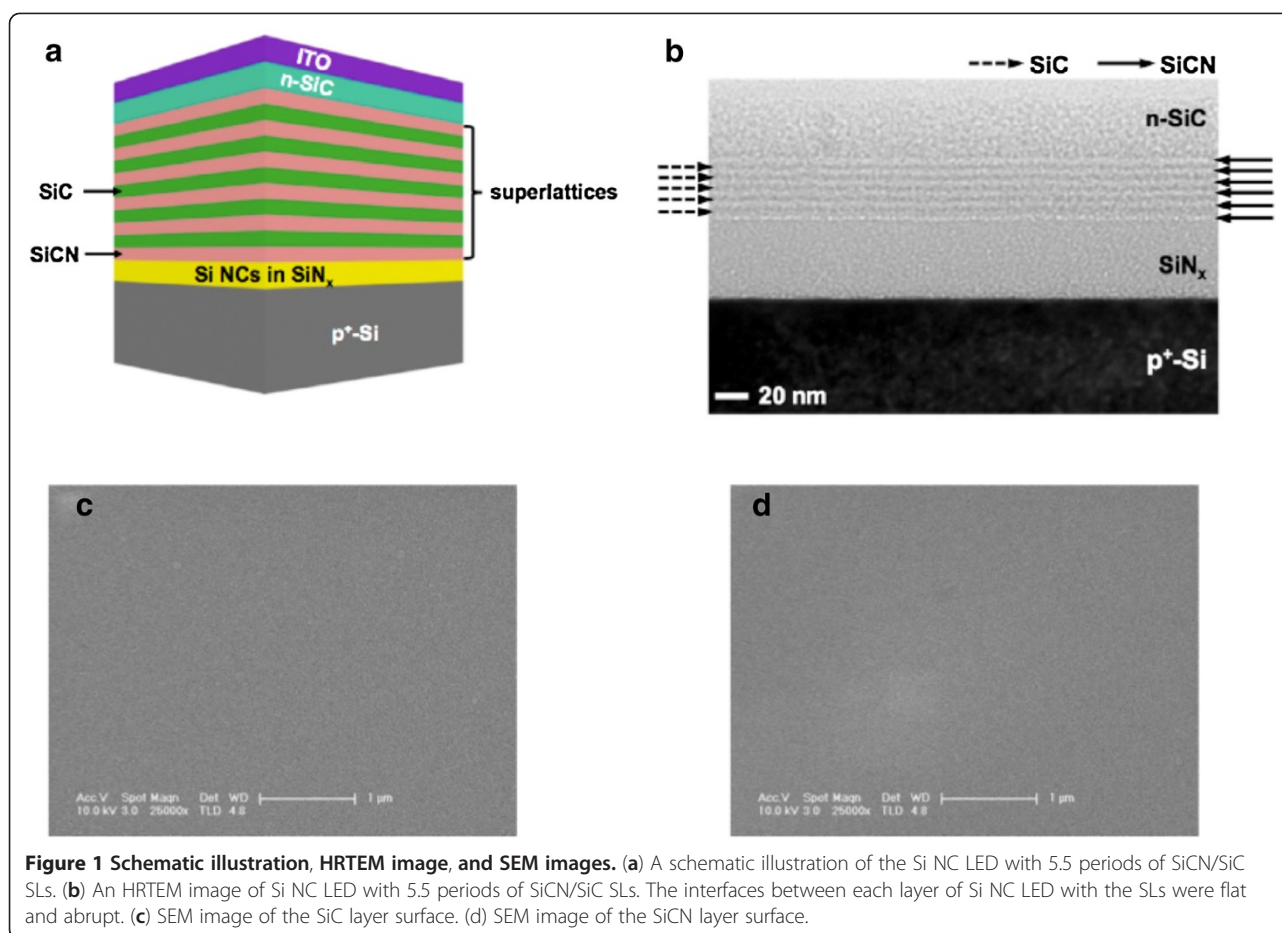 a
ITO
n-SiC
SiC
superlattices
SiCN
Si NCs in SiNx
p+-Si
b
SiC
SiCN
n-SiC
SiNx
p+-Si
20 nm
c
Acc.V Spot Magn Det WD
10.0 kV 3.0 25000x TLD 4.8
1 µm
d
Acc.V Spot Magn Det WD
10.0 kV 3.0 25000x TLD 4.8
1 µm
Figure 1 Schematic illustration, HRTEM image, and SEM images. (a) A schematic illustration of the Si NC LED with 5.5 periods of SiCN/SiC
SLs. (b) An HRTEM image of Si NC LED with 5.5 periods of SiCN/SiC SLs. The interfaces between each layer of Si NC LED with the SLs were flat
and abrupt. (c) SEM image of the SiC layer surface. (d) SEM image of the SiCN layer surface.